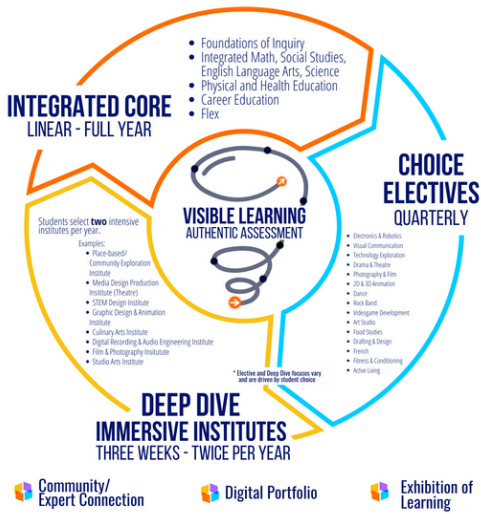 • Foundations of Inquiry
• Integrated Math, Social Studies,
English Language Arts, Science
• Physical and Health Education
• Career Education
• Flex
INTEGRATED CORE
LINEAR - FULL YEAR
CHOICE
ELECTIVES
QUARTERLY
• Electronics & Robotics
• Visual Communication
• Technology Exploration
• Drama & Theatre
• Photography & Film
• 2D & 3D Animation
• Dance
• Rock Band
• Videogame Development
• Art Studio
• Food Studies
• Drafting & Design
• French
• Fitness & Conditioning
• Active Living
VISIBLE LEARNING
AUTHENTIC ASSESSMENT
Students select two intensive
institutes per year.
Examples:
• Place-based/
Community Exploration
Institute
• Media Design Production
Insititute (Theatre)
• STEM Design Institute
• Graphic Design & Animation
Institute
• Culinary Arts Institute
• Digital Recording & Audio Engineering Institute
• Film & Photography Insitutute
• Studio Arts Institute
* Elective and Deep Dive focuses vary
and are driven by student choice
DEEP DIVE
IMMERSIVE INSTITUTES
THREE WEEKS - TWICE PER YEAR
Community/
Expert Connection
Digital Portfolio
Exhibition of
Learning